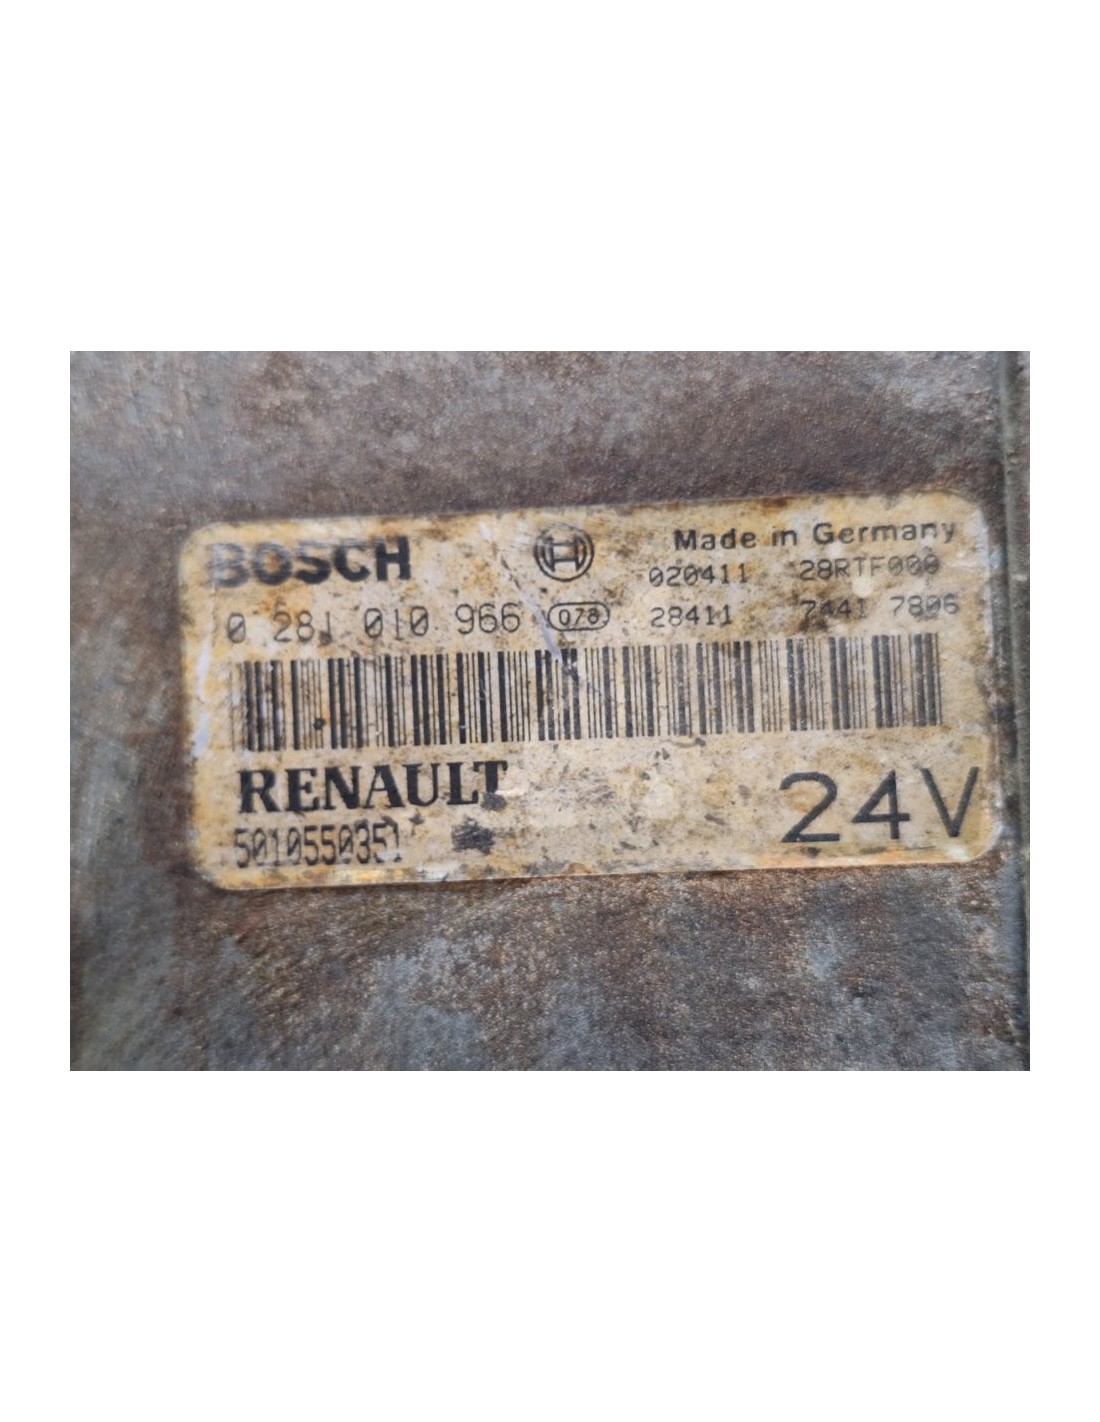 BOSCH
Made in Germany
020411 28RTF000
0 281 010 966 078 28411 7441 7806
RENAULT
5010550351
24V